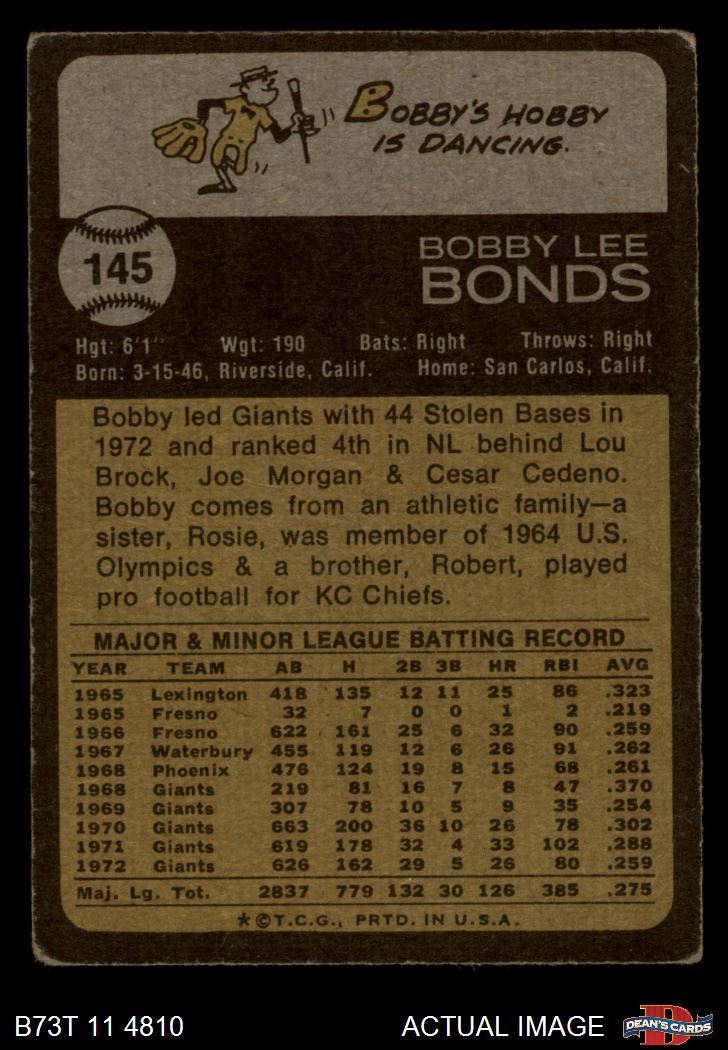 BOBBY'S HOBBY
IS DANCING.
145
BOBBY LEE
BONDS
Hgt: 6'1" Wgt: 190 Bats: Right Throws: Right
Born: 3-15-46, Riverside, Calif. Home: San Carlos, Calif.
Bobby led Giants with 44 Stolen Bases in
1972 and ranked 4th in NL behind Lou
Brock, Joe Morgan & Cesar Cedeno.
Bobby comes from an athletic family—a
sister, Rosie, was member of 1964 U.S.
Olympics & a brother, Robert, played
pro football for KC Chiefs.
MAJOR & MINOR LEAGUE BATTING RECORD
YEAR TEAM AB H 2B 3B HR RBI AVG
1965 Lexington 418 135 12 11 25 86 .323
1965 Fresno 32 7 0 0 1 2 .219
1966 Fresno 622 161 25 6 32 90 .259
1967 Waterbury 455 119 12 6 26 91 .262
1968 Phoenix 476 124 19 8 15 68 .261
1968 Giants 219 81 16 7 8 47 .370
1969 Giants 307 78 10 5 9 35 .254
1970 Giants 663 200 36 10 26 78 .302
1971 Giants 619 178 32 4 33 102 .288
1972 Giants 626 162 29 5 26 80 .259
Maj. Lg. Tot. 2837 779 132 30 126 385 .275
★©T.C.G., PRTD. IN U.S.A.
B73T 11 4810 ACTUAL IMAGE DEAN'S CARDS